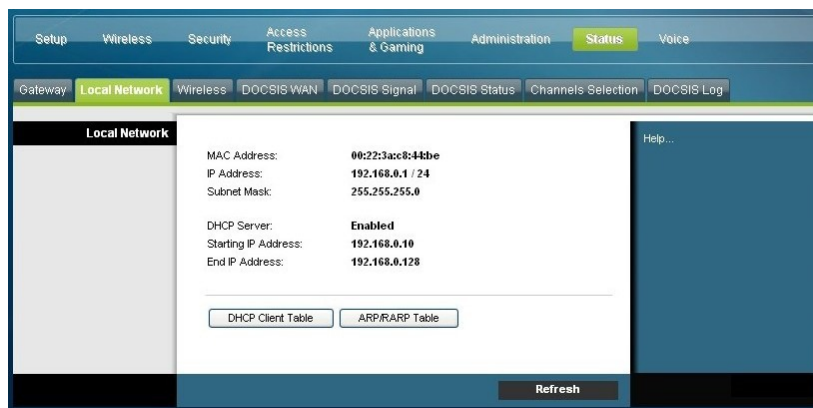 Setup Wireless Security Access Restrictions Applications & Gaming Administration Status Voice
Gateway Local Network Wireless DOCSIS WAN DOCSIS Signal DOCSIS Status Channels Selection DOCSIS Log
Local Network
Help...
MAC Address: 00:22:3a:c8:44:be
IP Address: 192.168.0.1 / 24
Subnet Mask: 255.255.255.0
DHCP Server: Enabled
Starting IP Address: 192.168.0.10
End IP Address: 192.168.0.128
DHCP Client Table ARP/RARP Table
Refresh